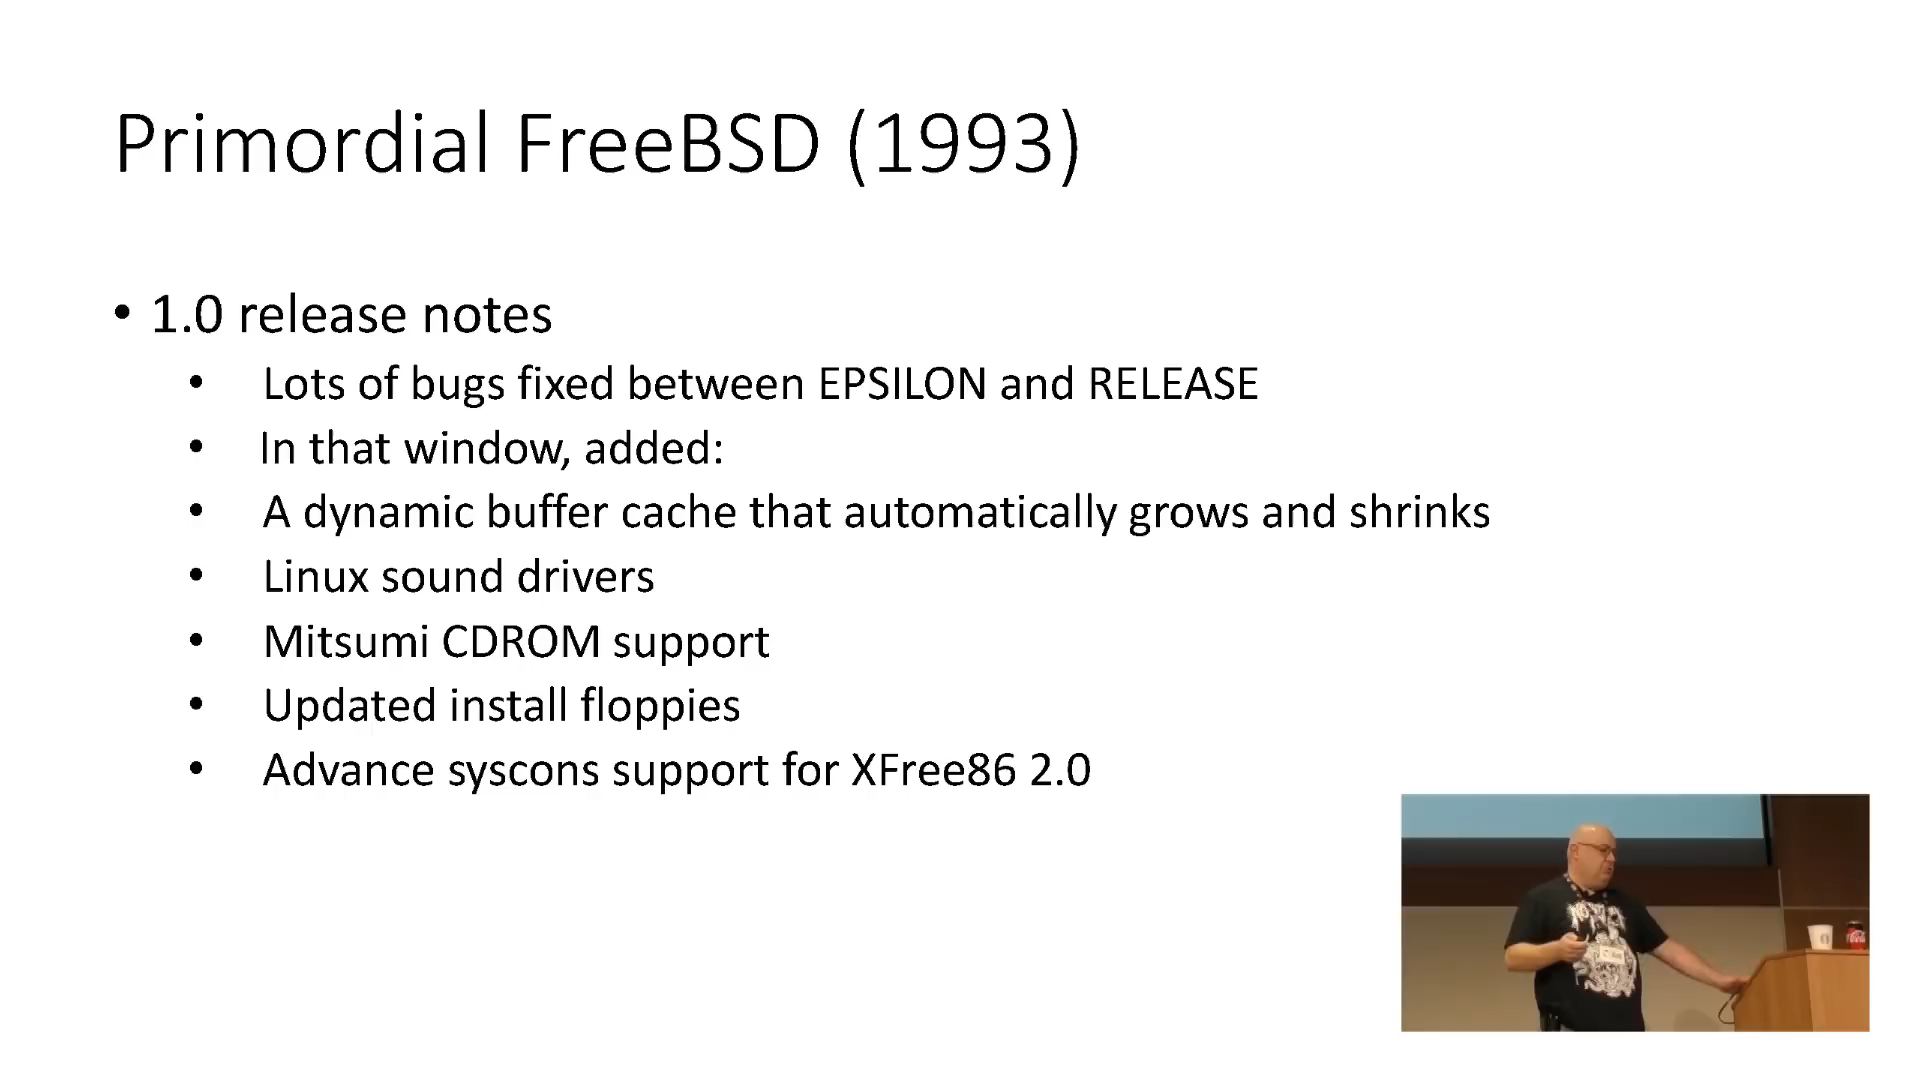 Primordial FreeBSD (1993)
• 1.0 release notes
• Lots of bugs fixed between EPSILON and RELEASE
• In that window, added:
• A dynamic buffer cache that automatically grows and shrinks
• Linux sound drivers
• Mitsumi CDROM support
• Updated install floppies
• Advance syscons support for XFree86 2.0